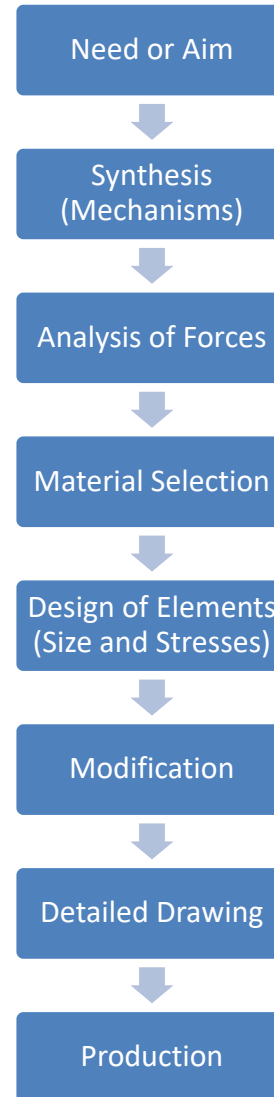 Need or Aim
Synthesis
(Mechanisms)
Analysis of Forces
Material Selection
Design of Elements
(Size and Stresses)
Modification
Detailed Drawing
Production